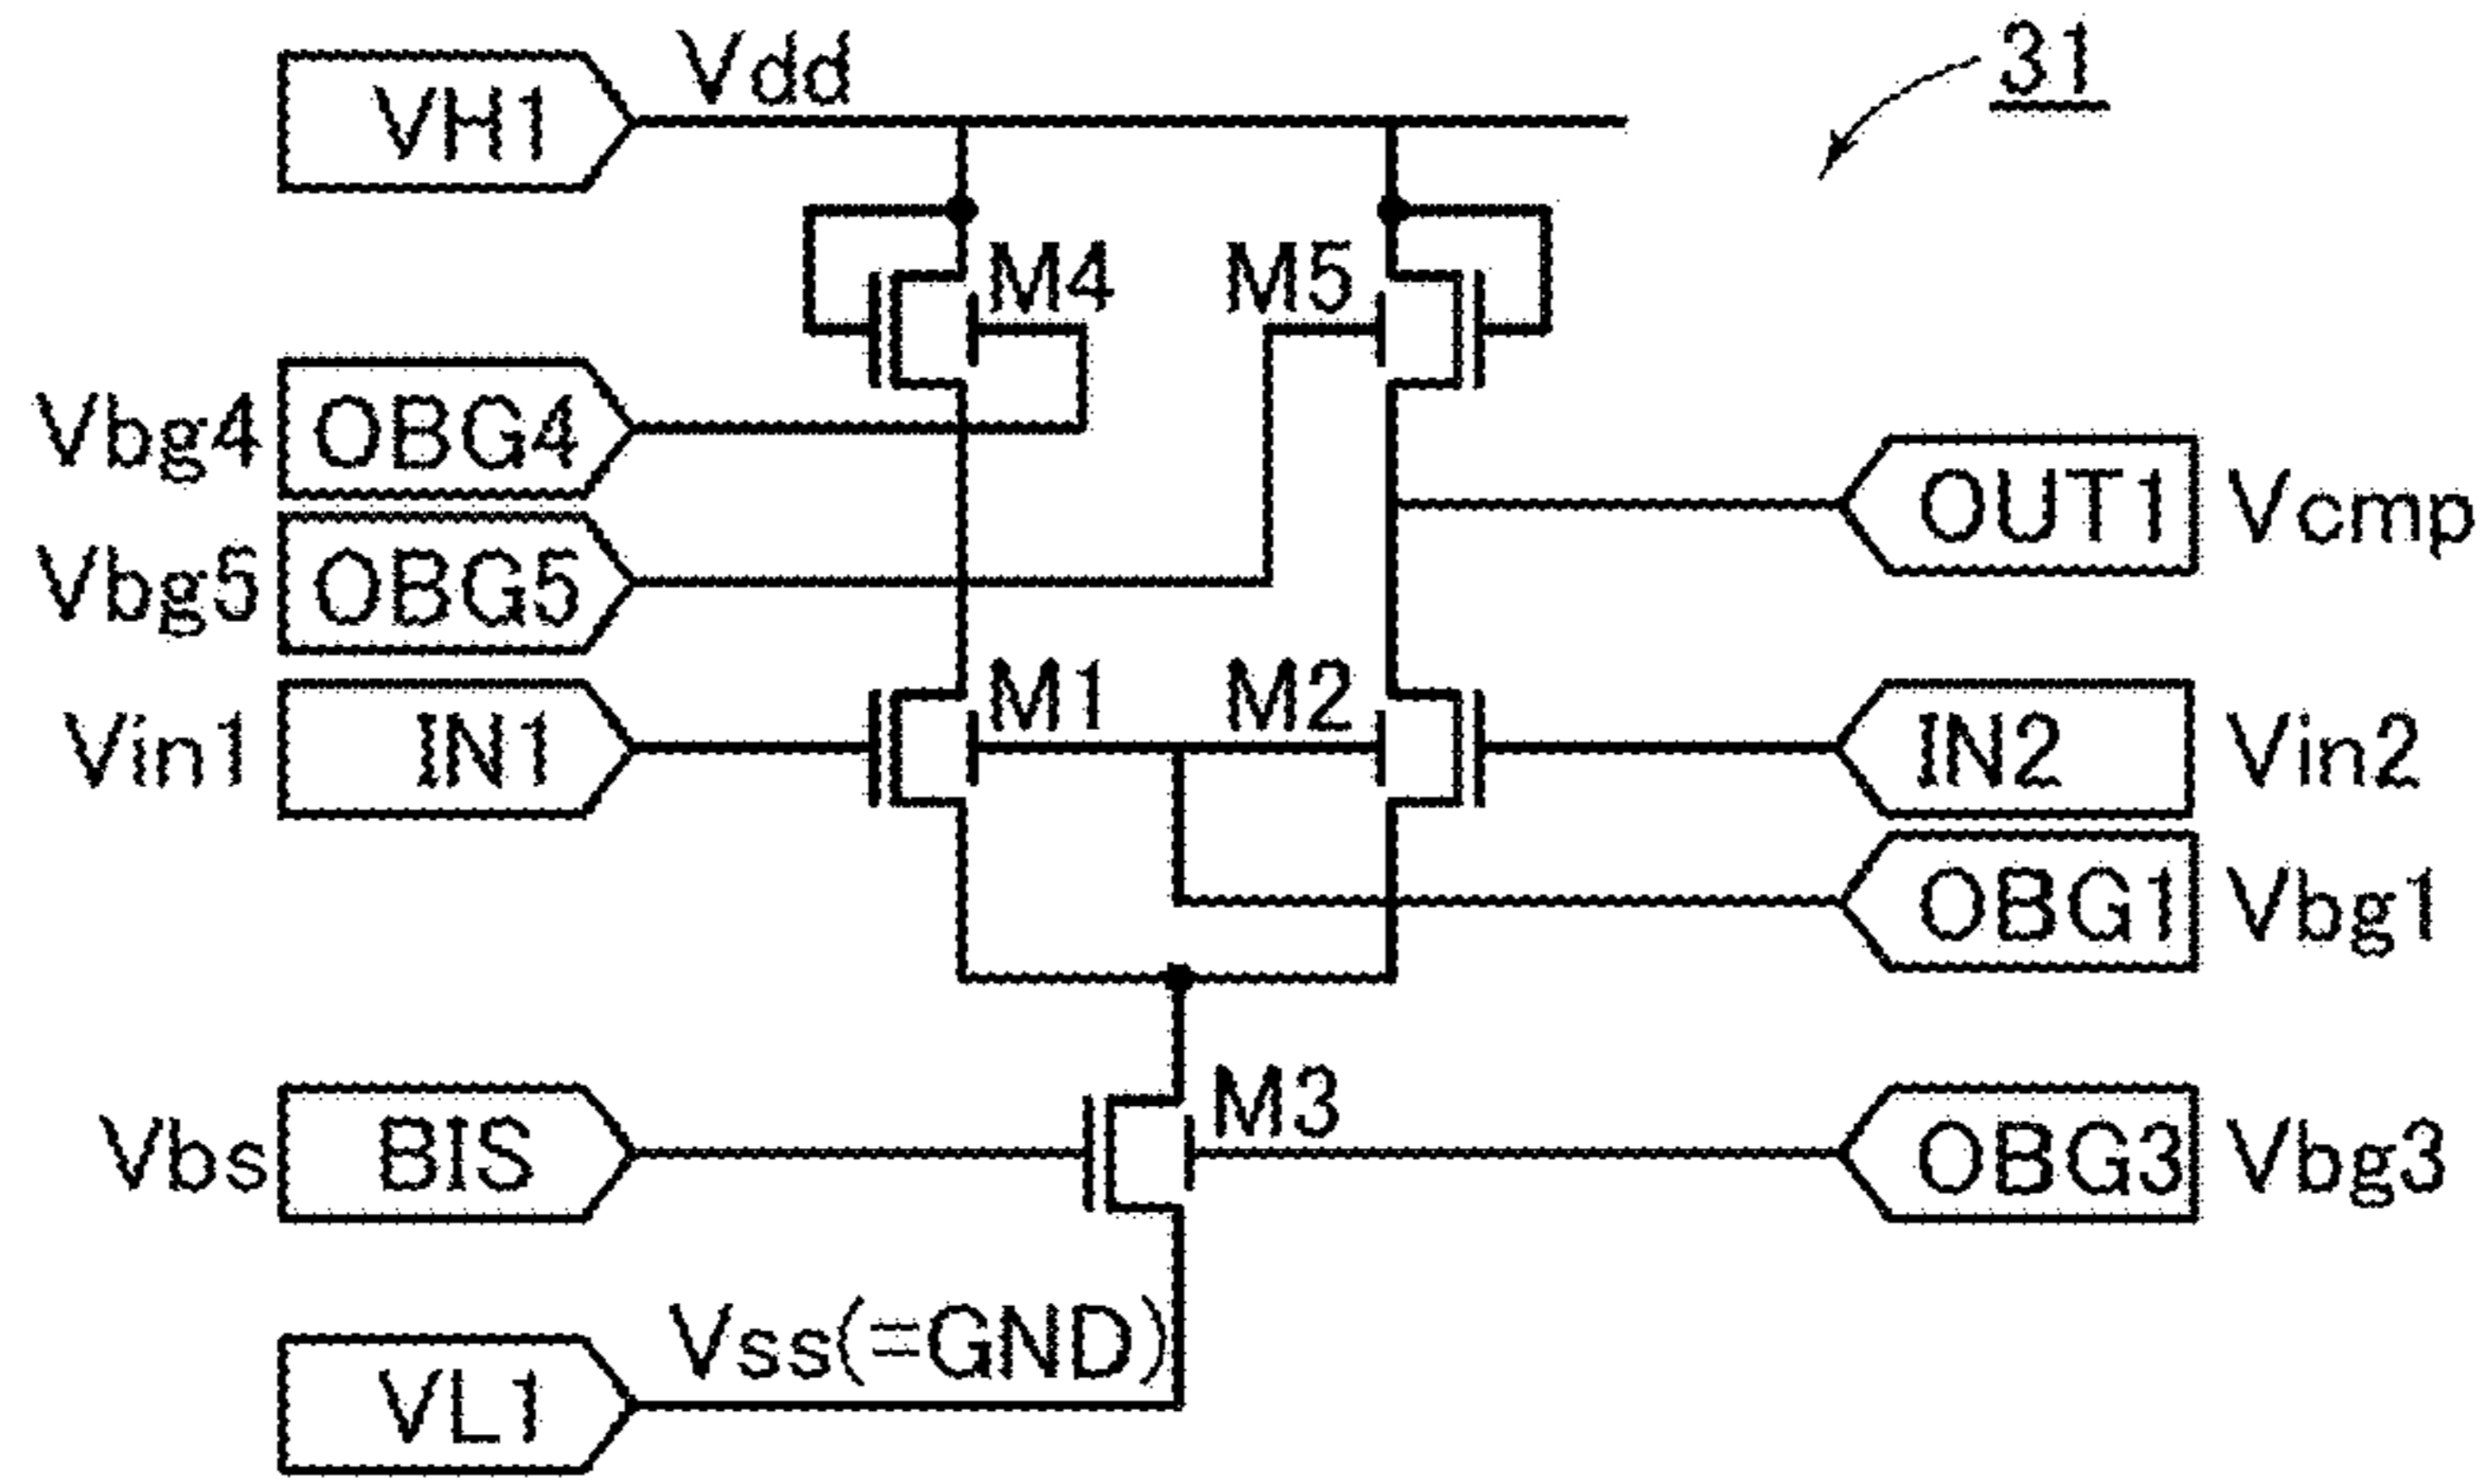 VH1 Vdd 31
M4 M5
Vbg4 OBG4
OUT1 Vcmp
Vbg5 OBG5
M1 M2
Vin1 IN1 IN2 Vin2
OBG1 Vbg1
M3
Vbs BIS OBG3 Vbg3
Vss(=GND)
VL1